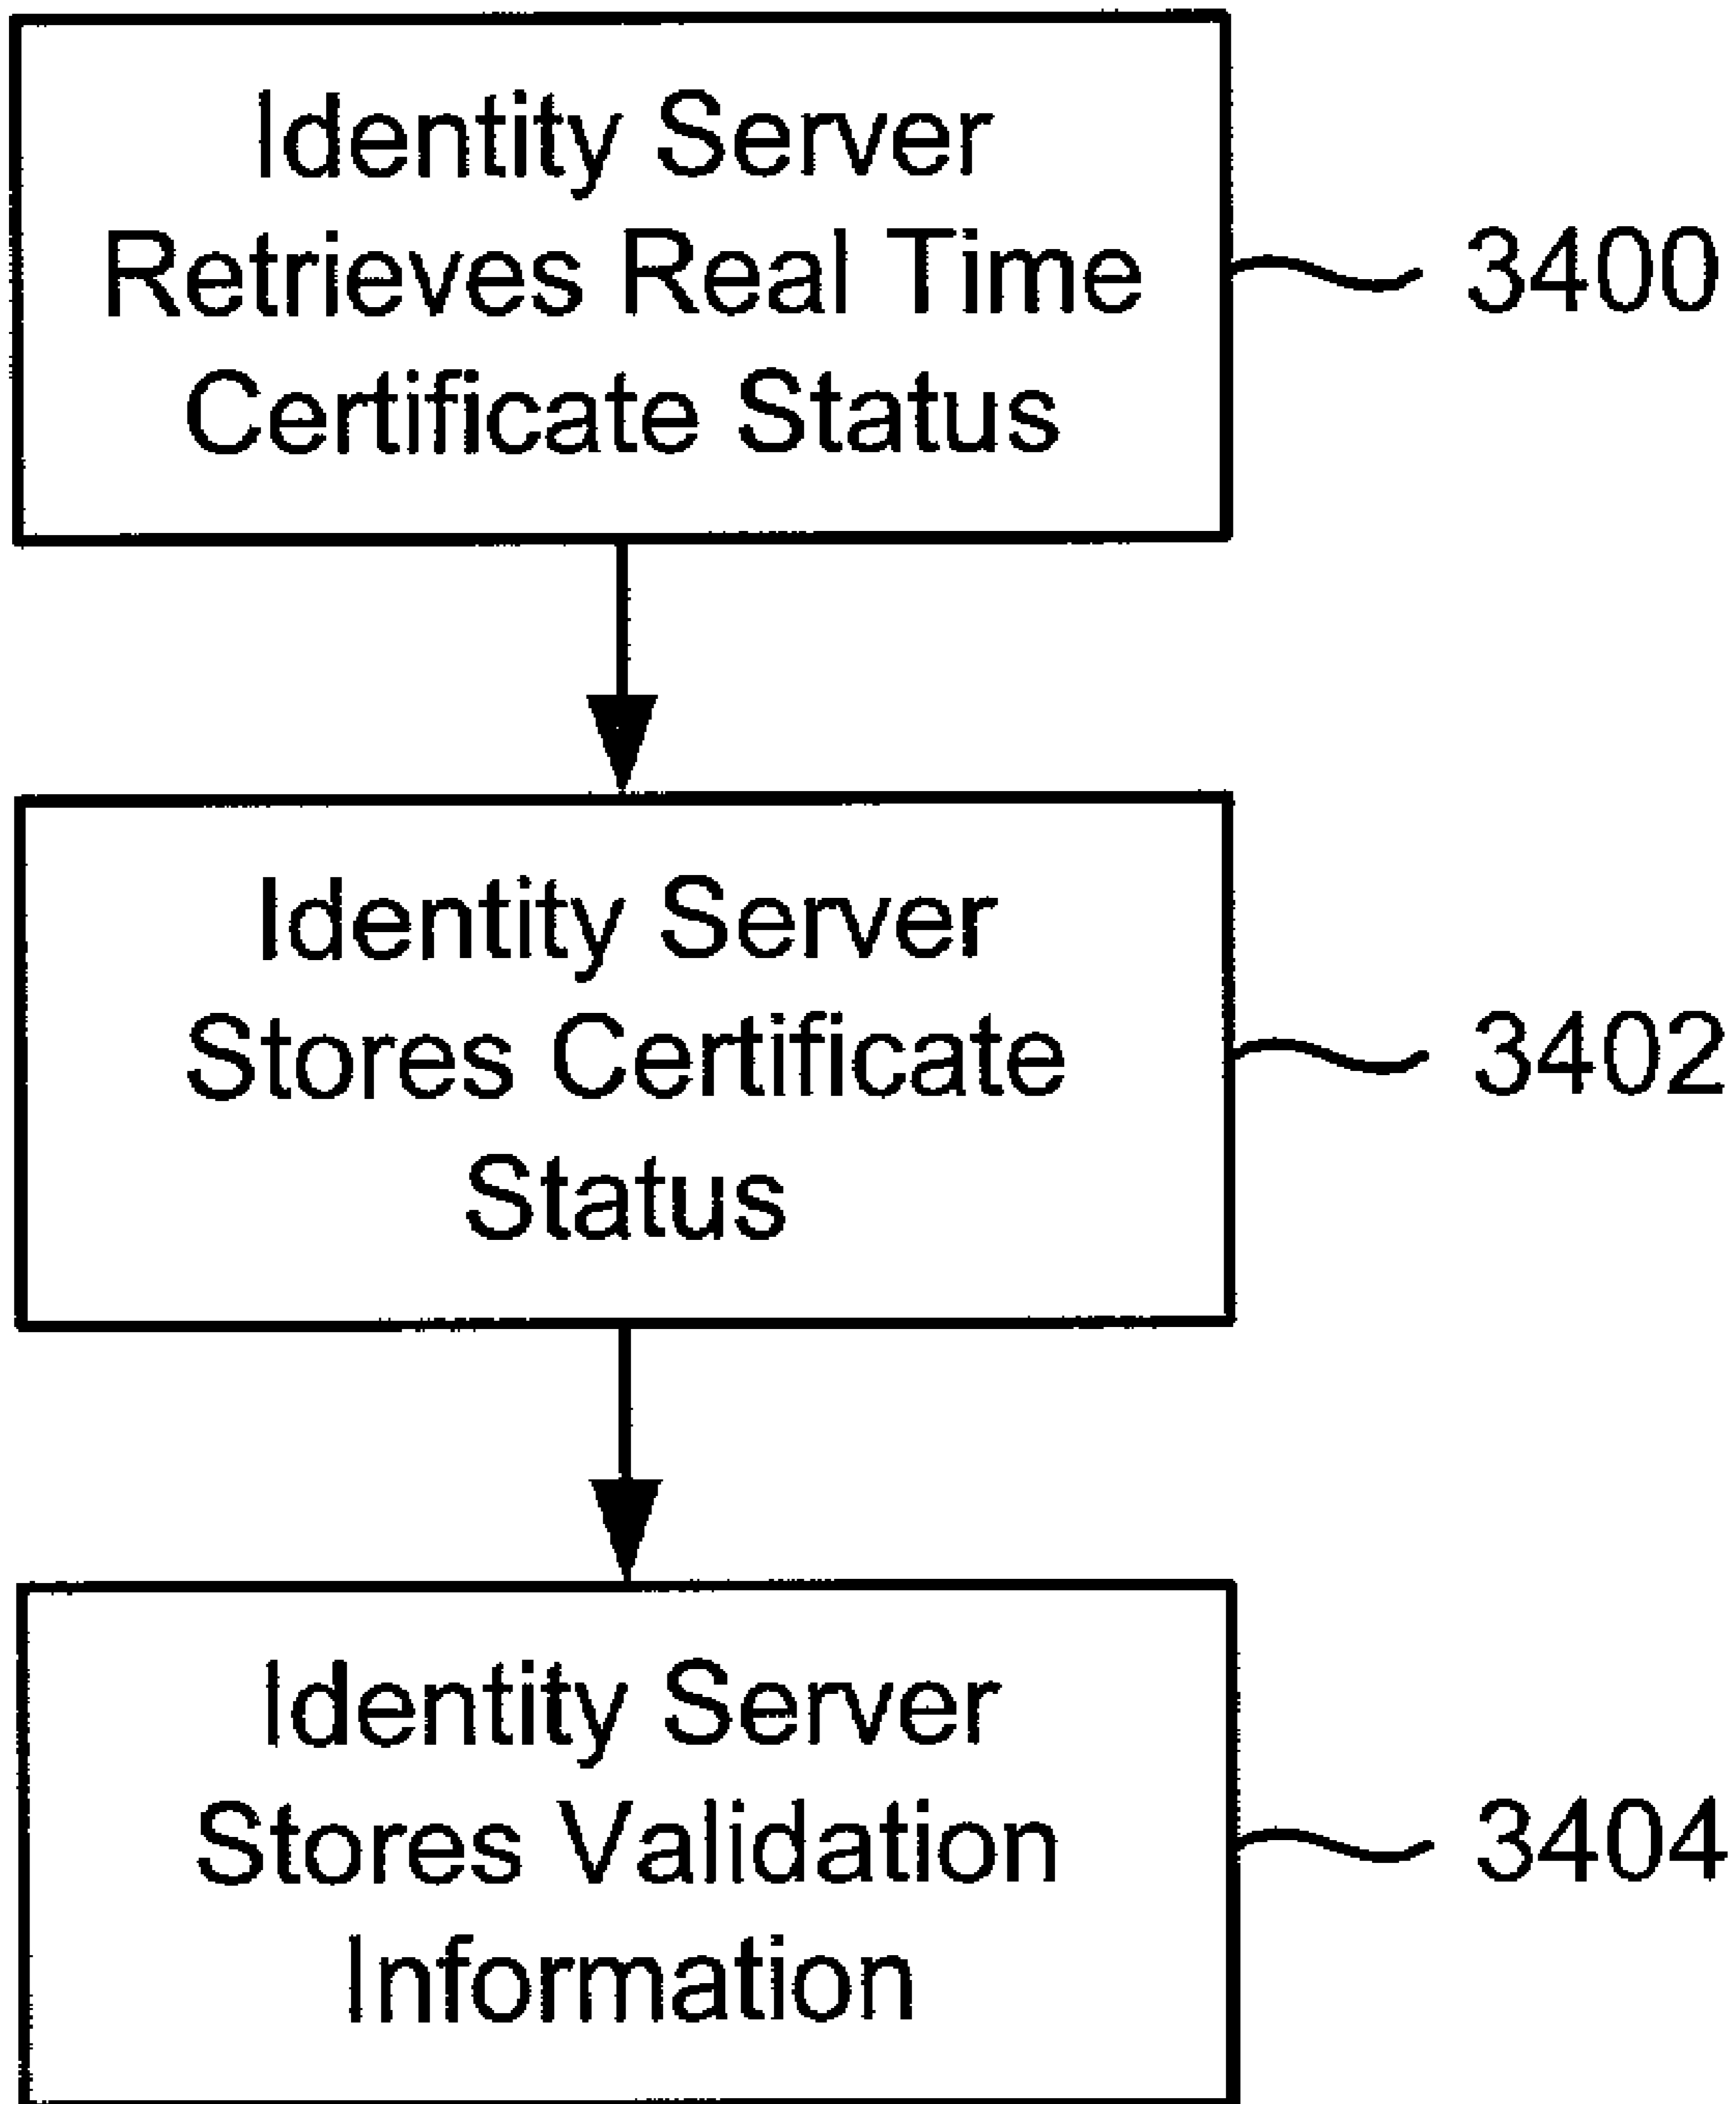 Identity Server
Retrieves Real Time
Certificate Status
3400
Identity Server
Stores Certificate
Status
3402
Identity Server
Stores Validation
Information
3404